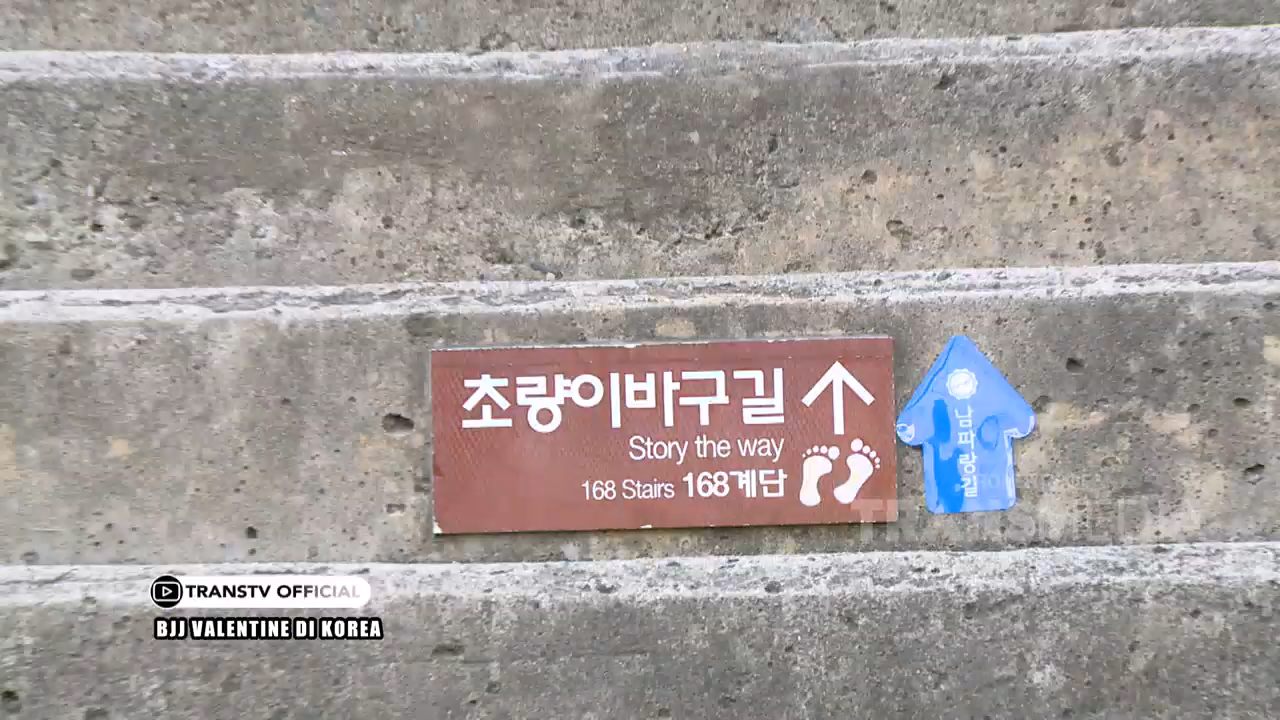 초량이바구길
Story the way
168 Stairs 168계단
남파랑길
TRANSTV OFFICIAL
BJJ VALENTINE DI KOREA